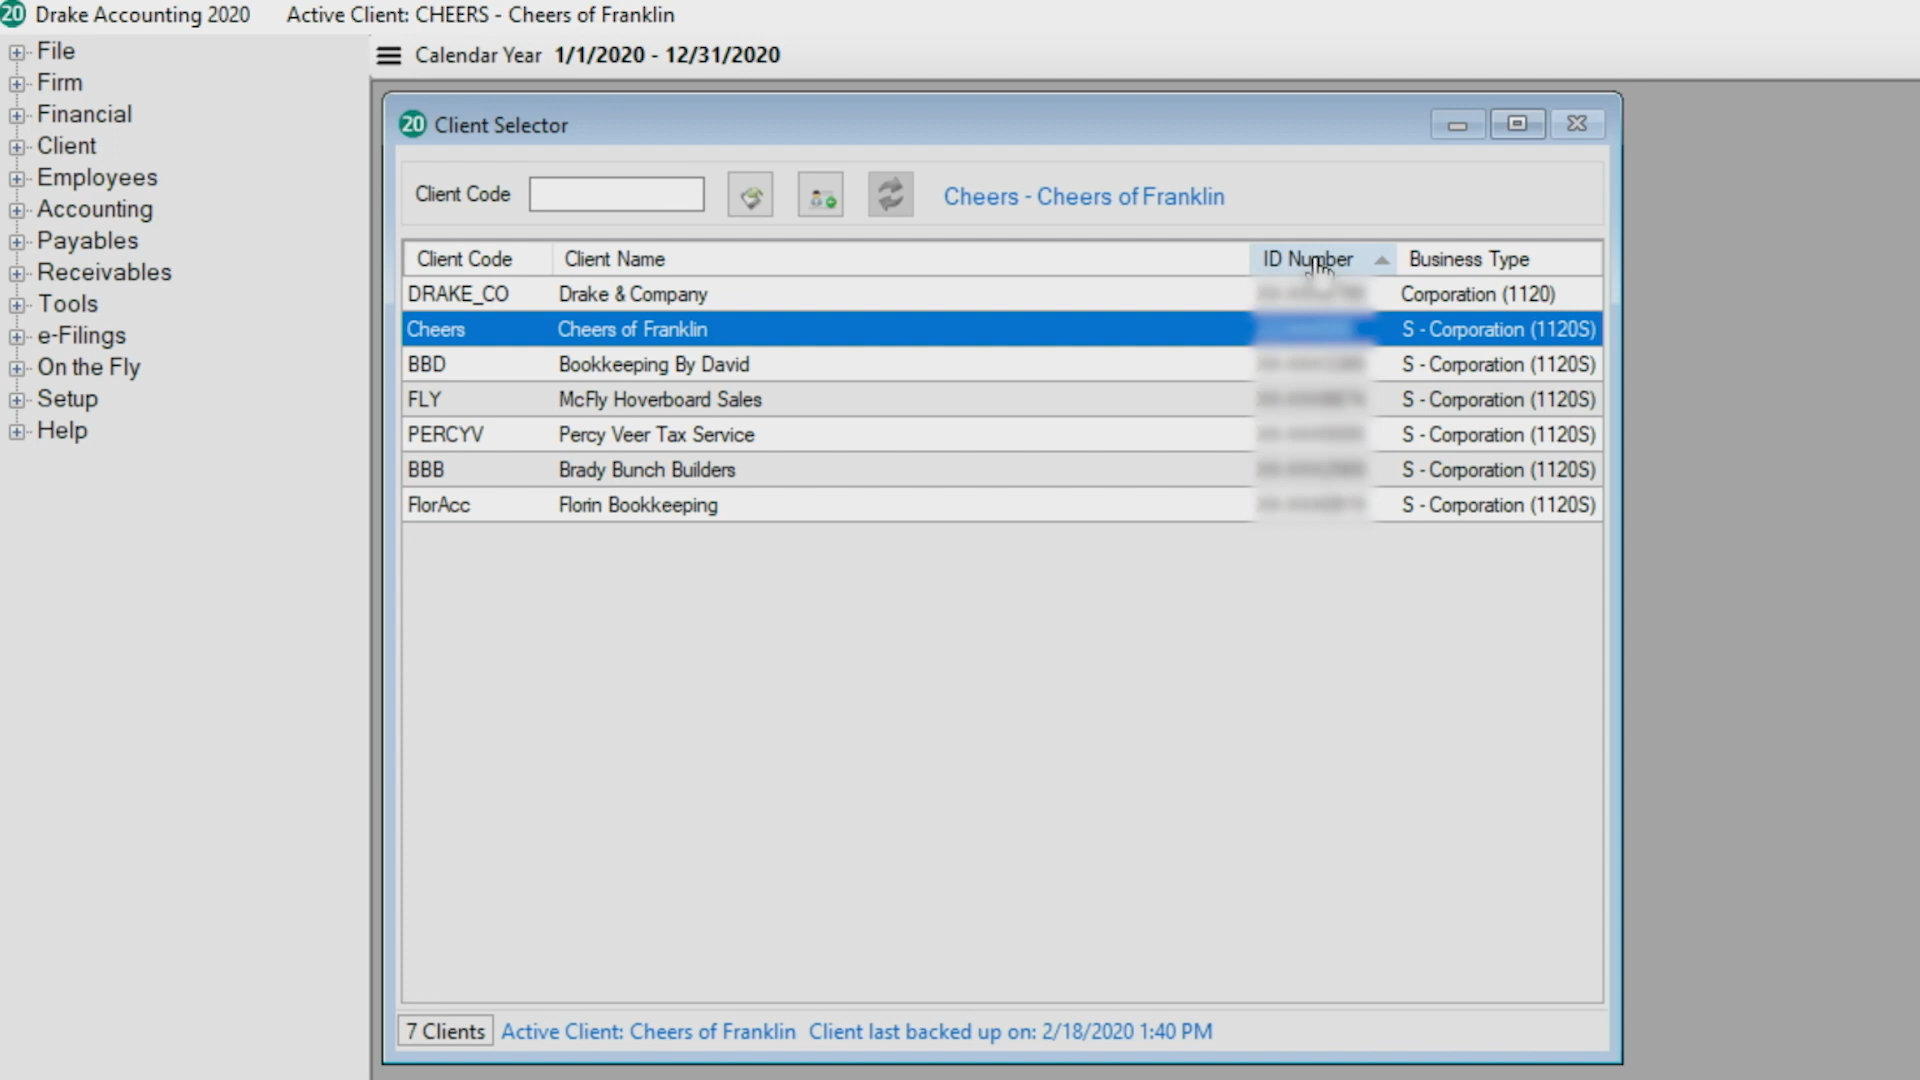 20 Drake Accounting 2020 Active Client: CHEERS - Cheers of Franklin
File
Firm
Financial
Client
Employees
Accounting
Payables
Receivables
Tools
e-Filings
On the Fly
Setup
Help
Calendar Year 1/1/2020 - 12/31/2020
20 Client Selector
Client Code Cheers - Cheers of Franklin
Client Code Client Name ID Number Business Type
DRAKE_CO Drake & Company Corporation (1120)
Cheers Cheers of Franklin S - Corporation (1120S)
BBD Bookkeeping By David S - Corporation (1120S)
FLY McFly Hoverboard Sales S - Corporation (1120S)
PERCYV Percy Veer Tax Service S - Corporation (1120S)
BBB Brady Bunch Builders S - Corporation (1120S)
FlorAcc Florin Bookkeeping S - Corporation (1120S)
7 Clients Active Client: Cheers of Franklin Client last backed up on: 2/18/2020 1:40 PM